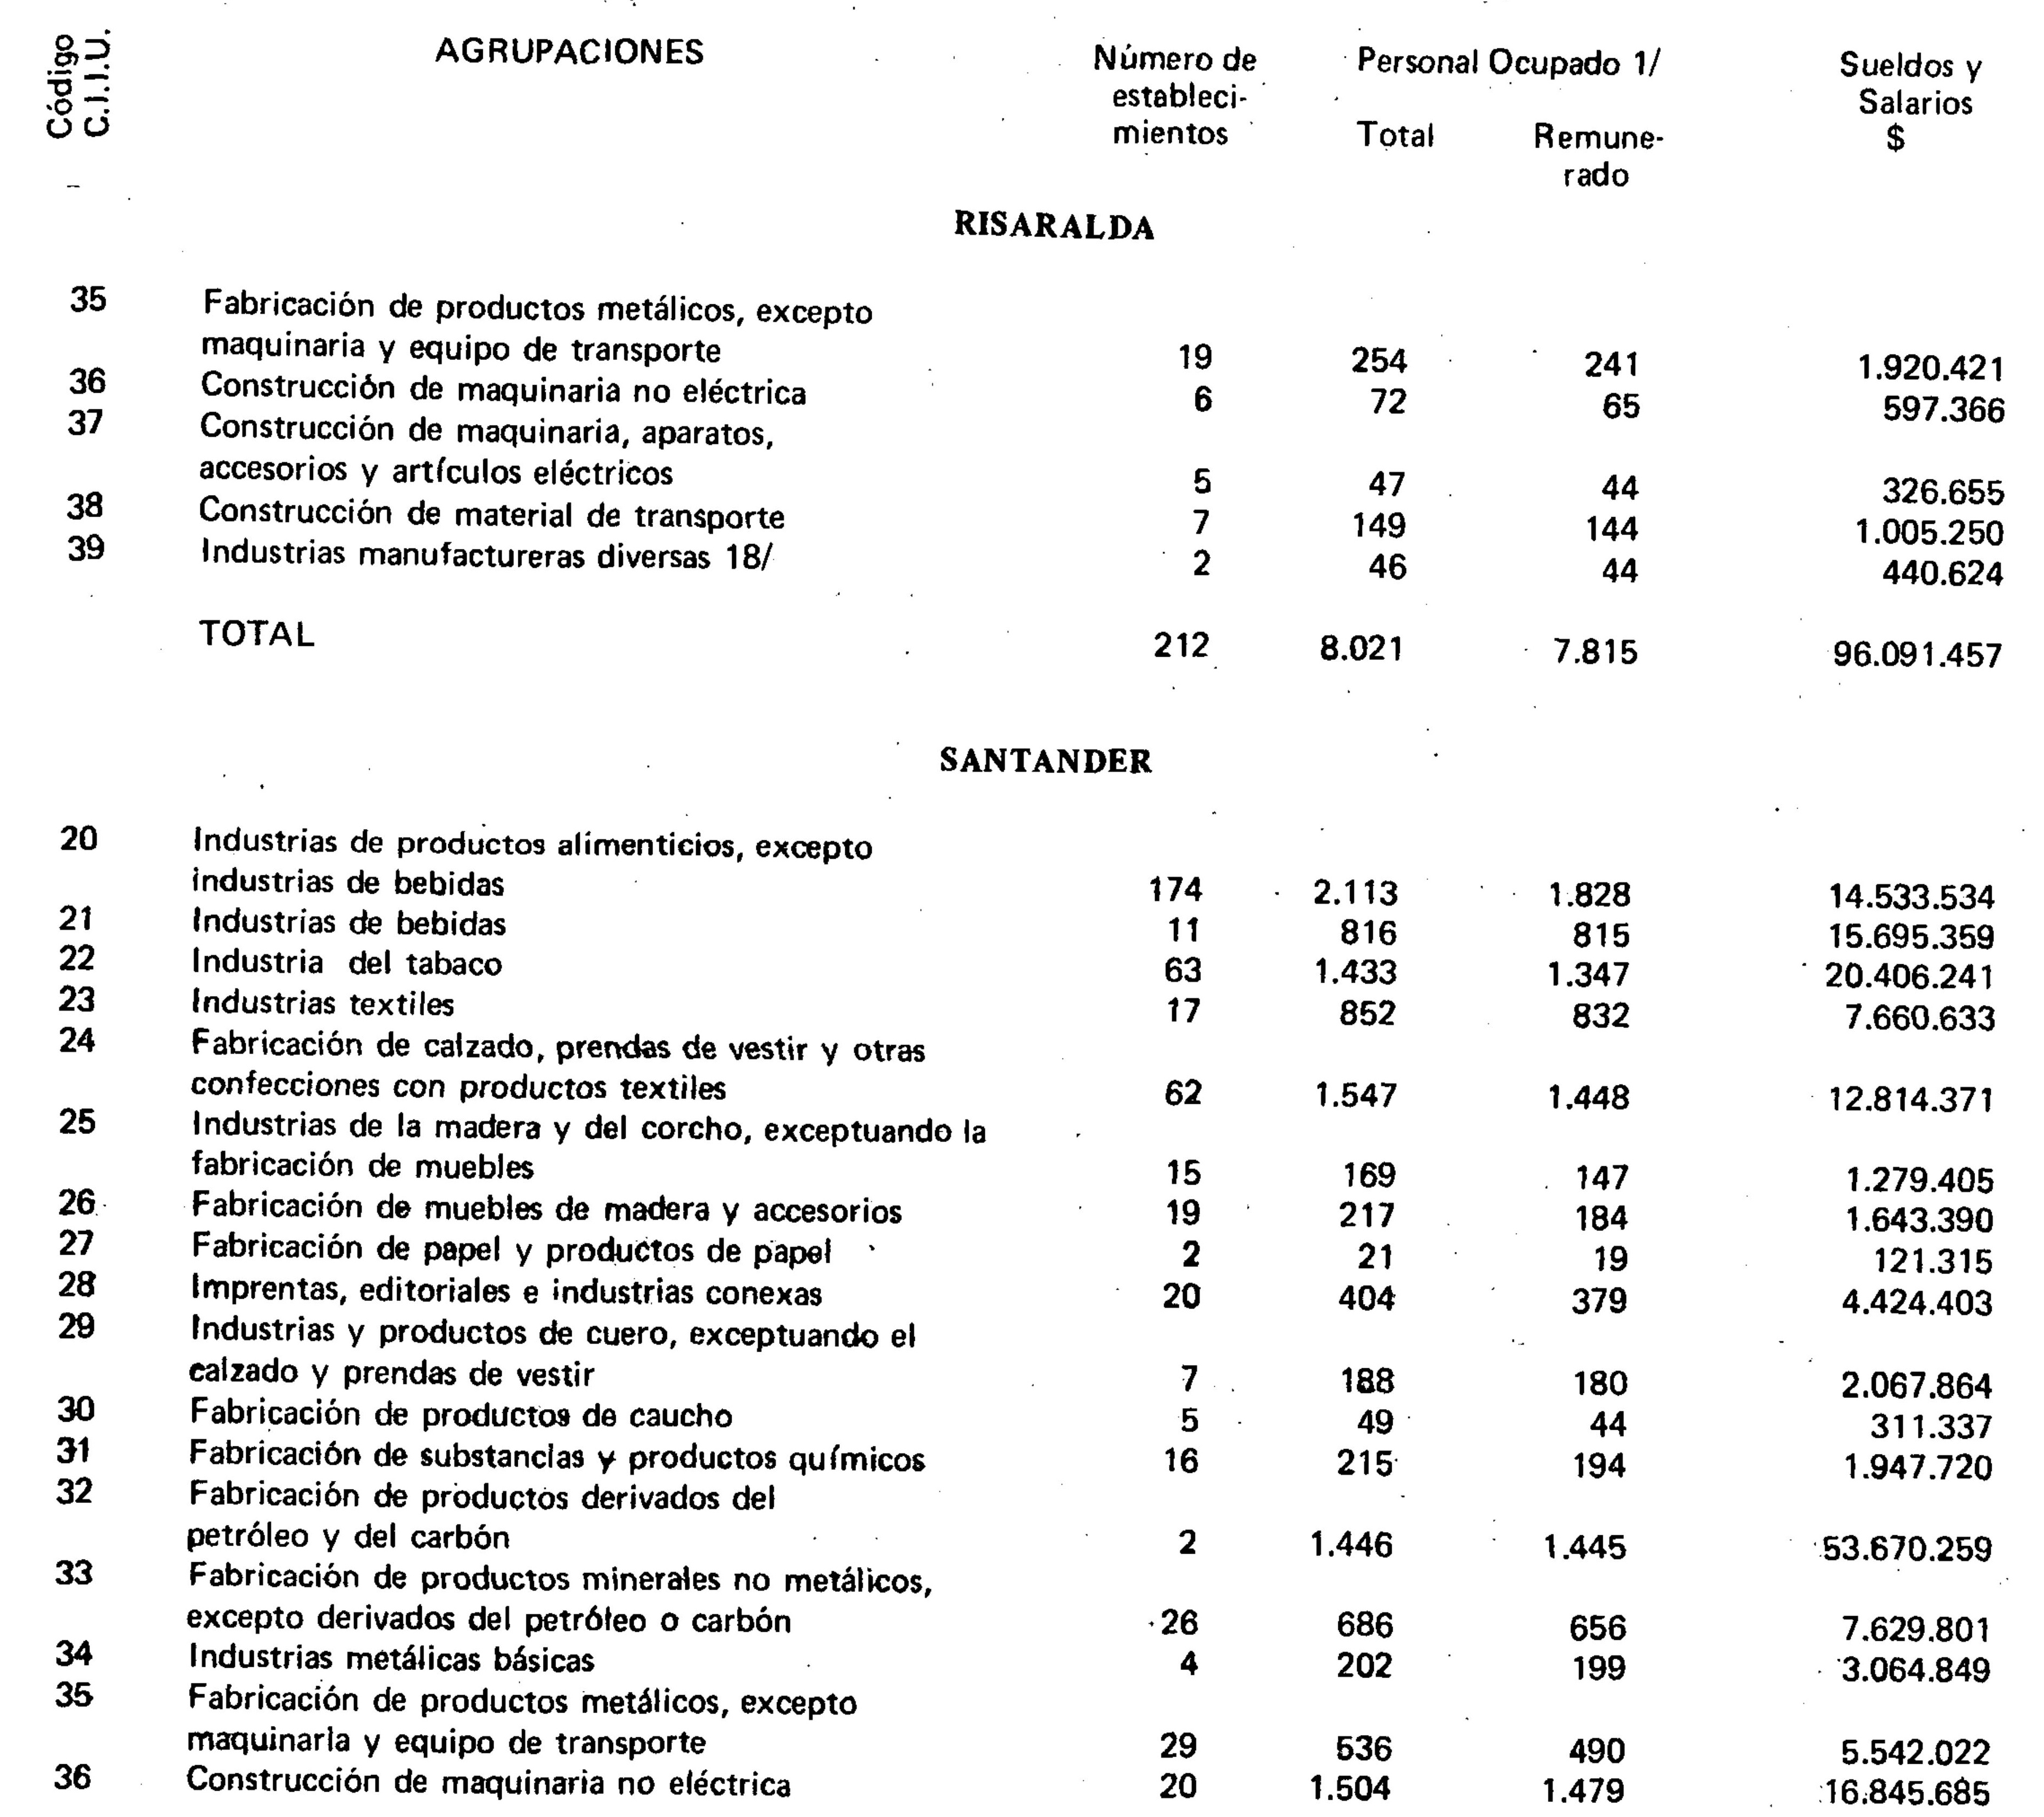 Código C.I.I.U. AGRUPACIONES Número de estableci- mientos Personal Ocupado 1/ Total Remune- rado Sueldos y Salarios $
RISARALDA
35 Fabricación de productos metálicos, excepto
maquinaria y equipo de transporte 19 254 241 1.920.421
36 Construcción de maquinaria no eléctrica 6 72 65 597.366
37 Construcción de maquinaria, aparatos,
accesorios y artículos eléctricos 5 47 44 326.655
38 Construcción de material de transporte 7 149 144 1.005.250
39 Industrias manufactureras diversas 18/ 2 46 44 440.624
TOTAL 212 8.021 7.815 96.091.457
SANTANDER
20 Industrias de productos alimenticios, excepto
industrias de bebidas 174 2.113 1.828 14.533.534
21 Industrias de bebidas 11 816 815 15.695.359
22 Industria del tabaco 63 1.433 1.347 20.406.241
23 Industrias textiles 17 852 832 7.660.633
24 Fabricación de calzado, prendas de vestir y otras
confecciones con productos textiles 62 1.547 1.448 12.814.371
25 Industrias de la madera y del corcho, exceptuando la
fabricación de muebles 15 169 147 1.279.405
26 Fabricación de muebles de madera y accesorios 19 217 184 1.643.390
27 Fabricación de papel y productos de papel 2 21 19 121.315
28 Imprentas, editoriales e industrias conexas 20 404 379 4.424.403
29 Industrias y productos de cuero, exceptuando el
calzado y prendas de vestir 7 188 180 2.067.864
30 Fabricación de productos de caucho 5 49 44 311.337
31 Fabricación de substancias y productos químicos 16 215 194 1.947.720
32 Fabricación de productos derivados del
petróleo y del carbón 2 1.446 1.445 53.670.259
33 Fabricación de productos minerales no metálicos,
excepto derivados del petróleo o carbón 26 686 656 7.629.801
34 Industrias metálicas básicas 4 202 199 3.064.849
35 Fabricación de productos metálicos, excepto
maquinaria y equipo de transporte 29 536 490 5.542.022
36 Construcción de maquinaria no eléctrica 20 1.504 1.479 16.845.685